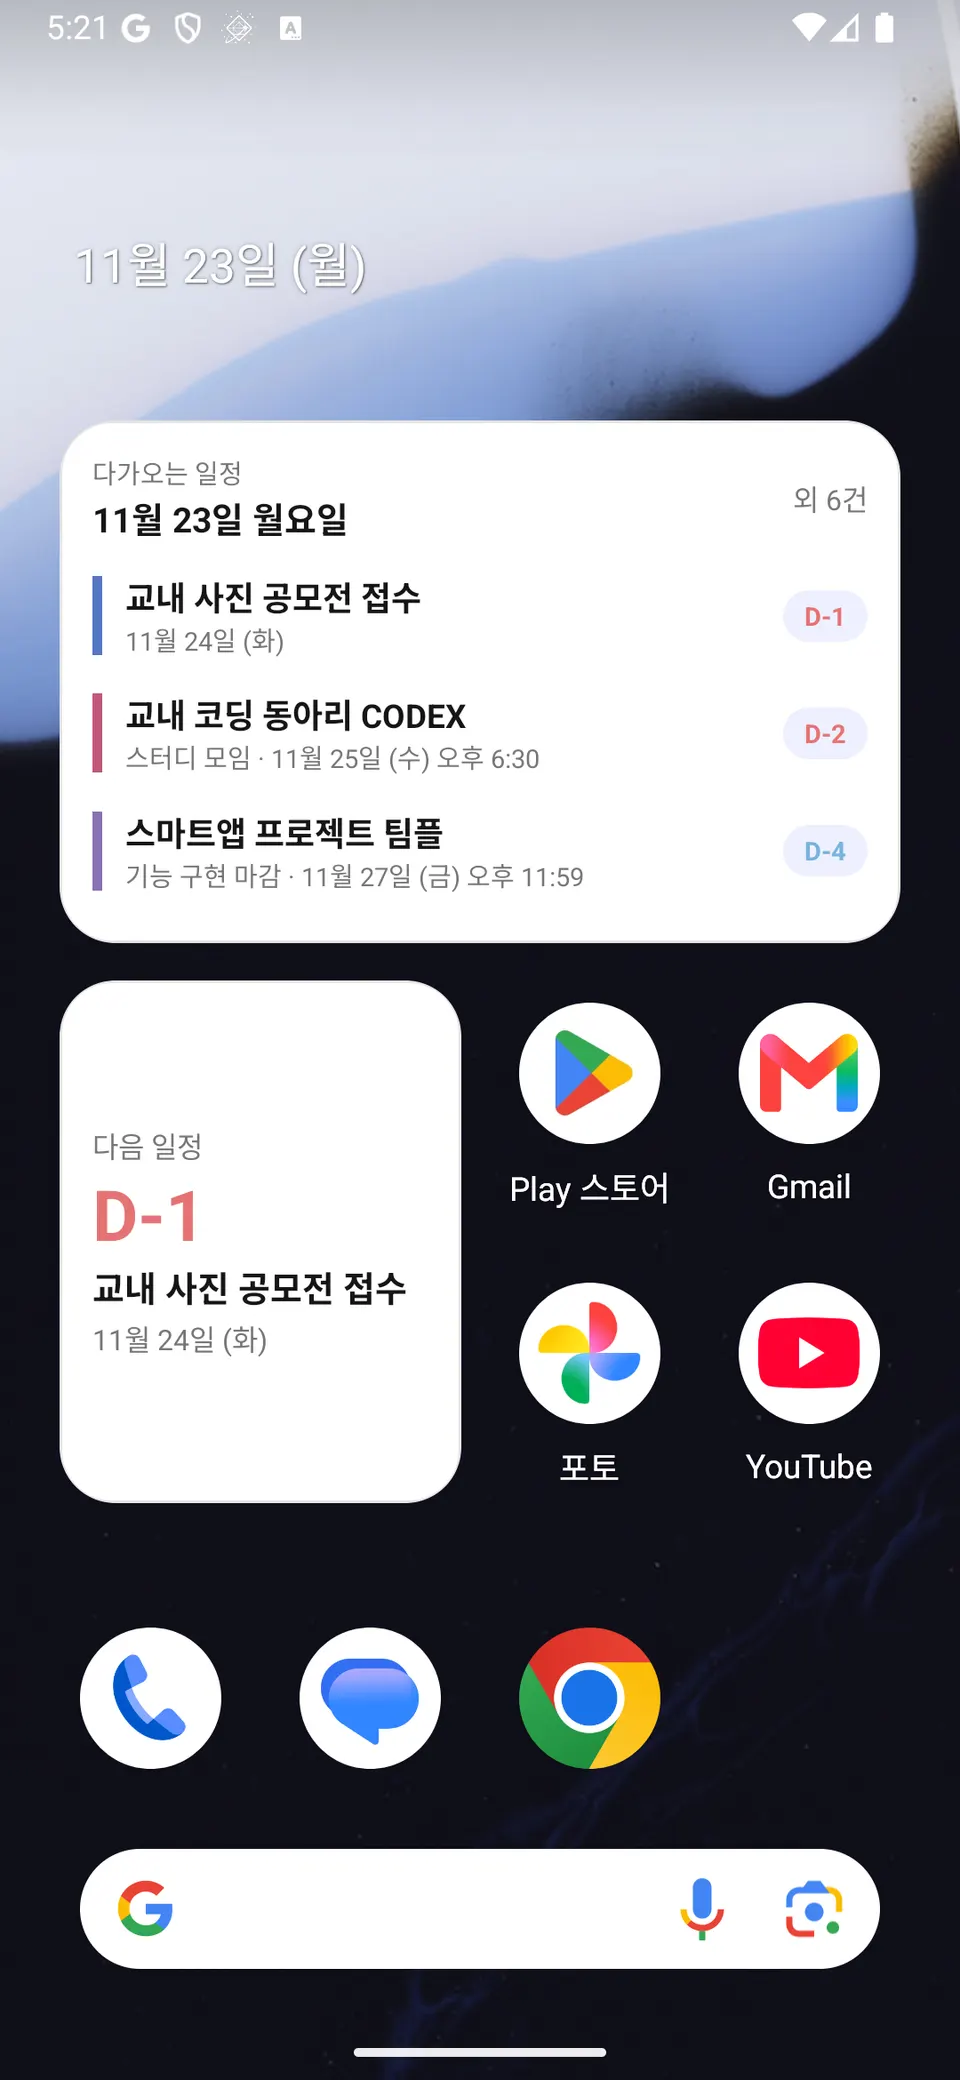 5:21
11월 23일 (월)
다가오는 일정
11월 23일 월요일
외 6건
교내 사진 공모전 접수
11월 24일 (화)
D-1
교내 코딩 동아리 CODEX
스터디 모임 · 11월 25일 (수) 오후 6:30
D-2
스마트앱 프로젝트 팀플
기능 구현 마감 · 11월 27일 (금) 오후 11:59
D-4
다음 일정
D-1
교내 사진 공모전 접수
11월 24일 (화)
Play 스토어
Gmail
포토
YouTube